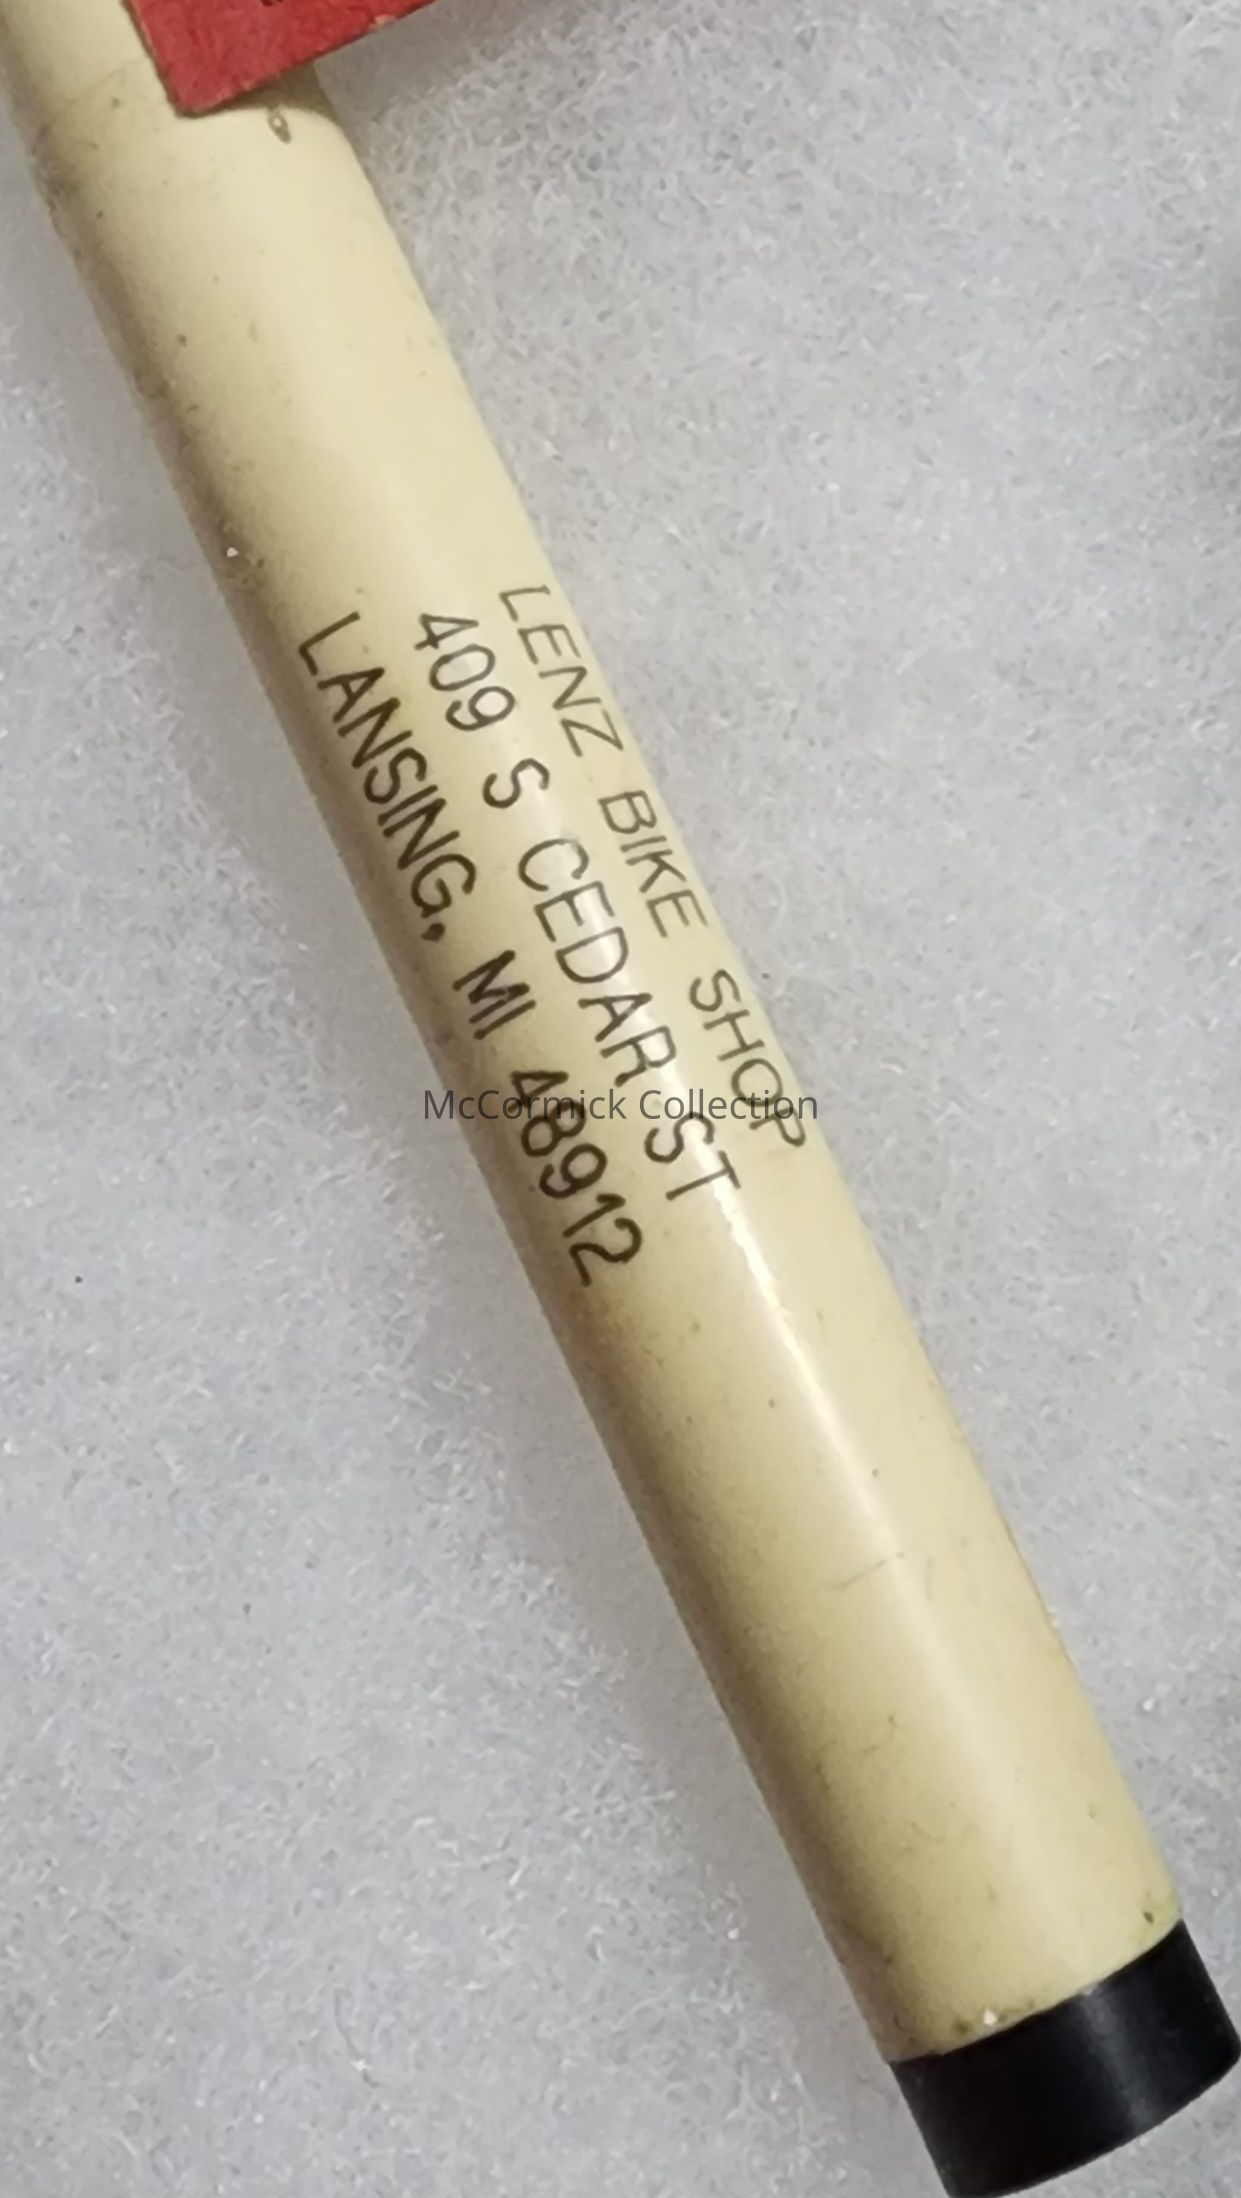 LENZ BIKE SHOP
409 S CEDAR ST
LANSING, MI 48912
McCormick Collection